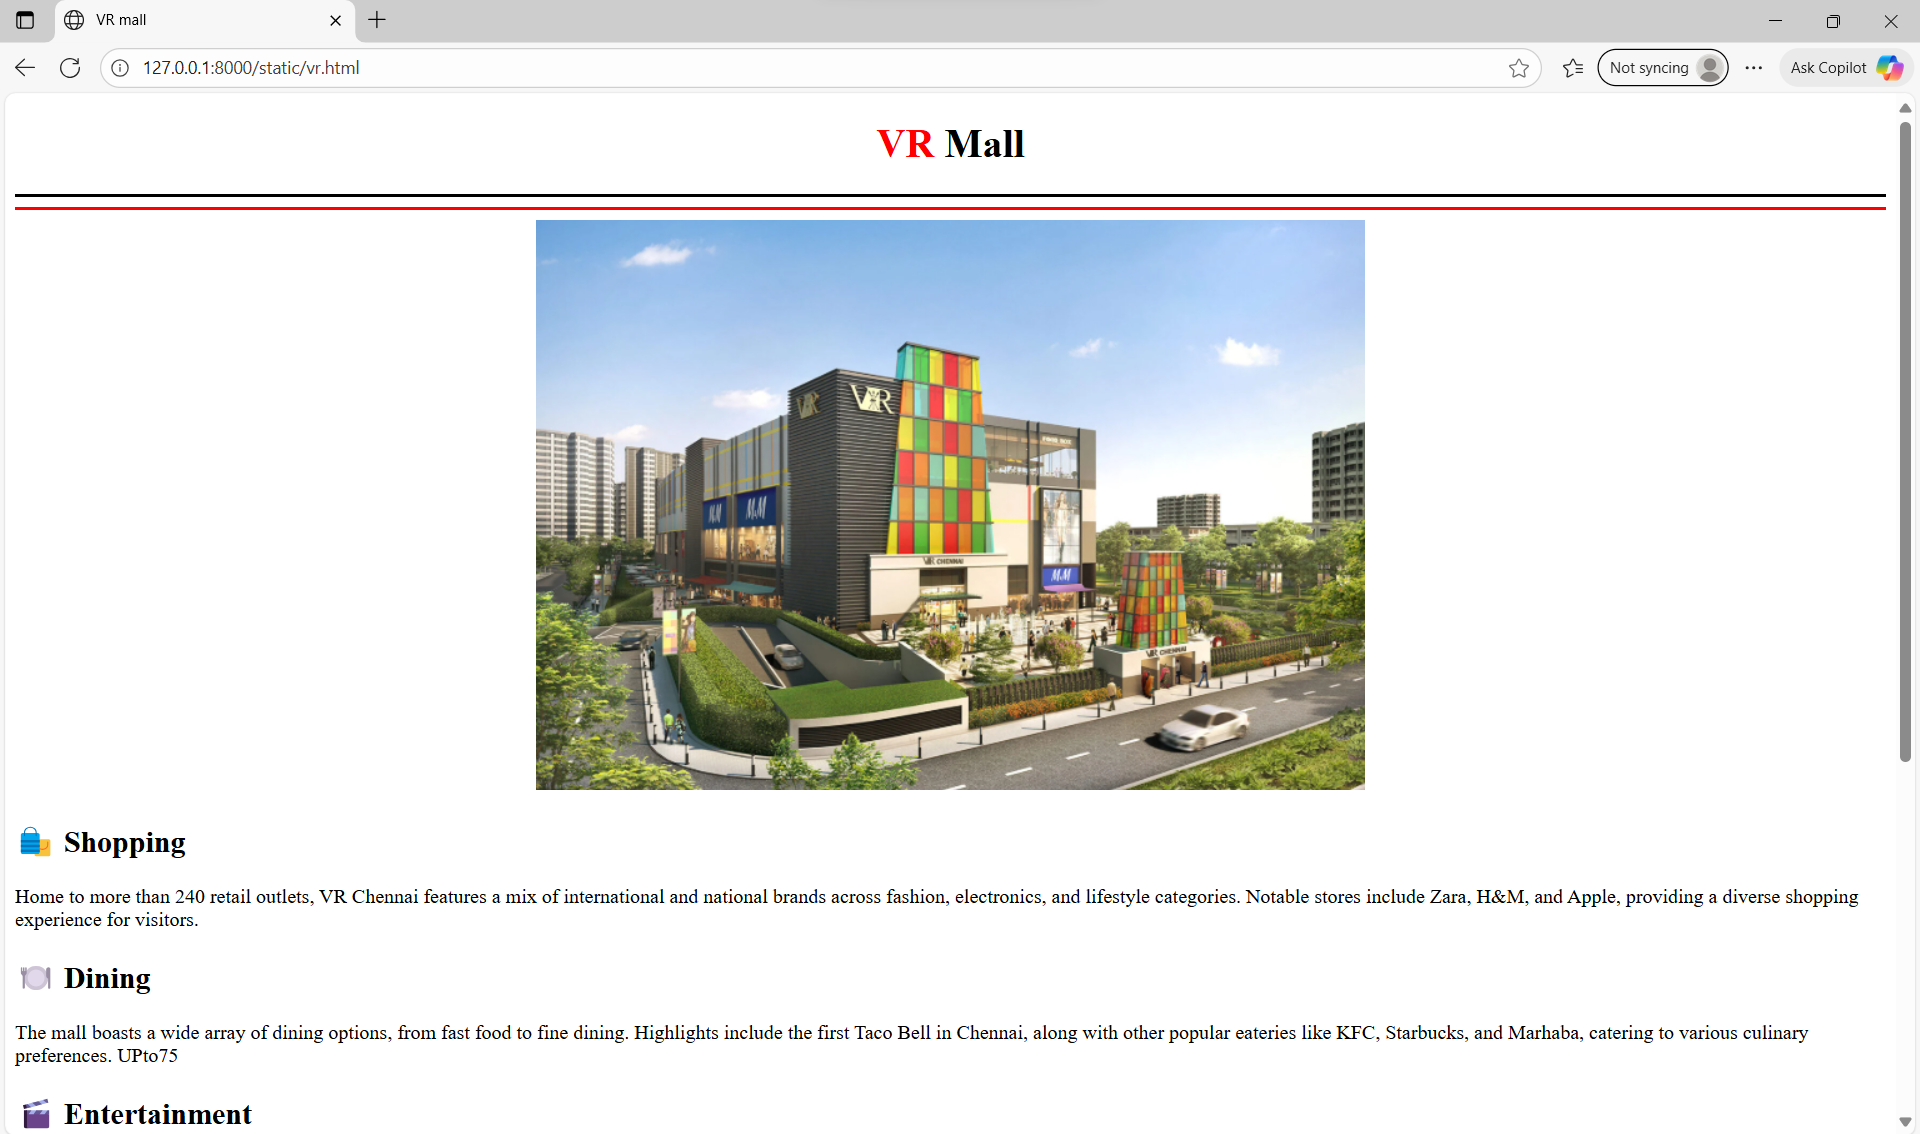 VR mall
127.0.0.1:8000/static/vr.html
Not syncing
Ask Copilot
VR Mall
VR
VR
M&M
M&M
VR CHENNAI
M&M
VR CHENNAI
🛍️ Shopping
Home to more than 240 retail outlets, VR Chennai features a mix of international and national brands across fashion, electronics, and lifestyle categories. Notable stores include Zara, H&M, and Apple, providing a diverse shopping
experience for visitors.
🍽️ Dining
The mall boasts a wide array of dining options, from fast food to fine dining. Highlights include the first Taco Bell in Chennai, along with other popular eateries like KFC, Starbucks, and Marhaba, catering to various culinary
preferences. UPto75
🎬 Entertainment